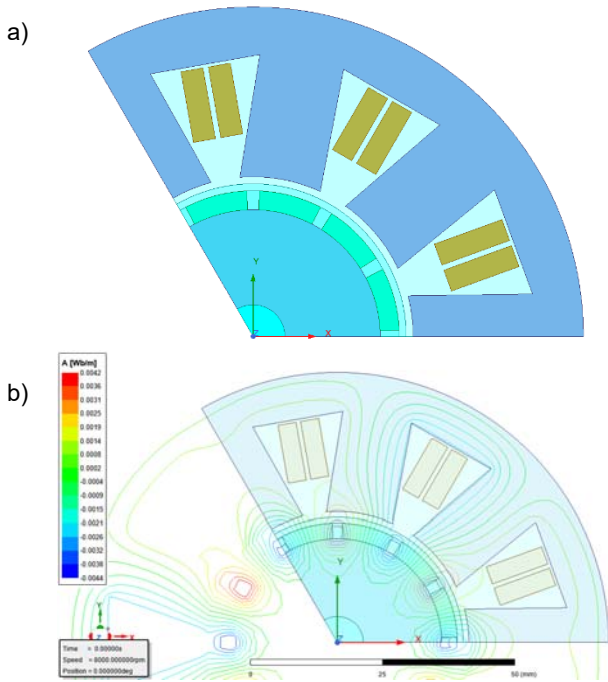 a)
Y
Z
X
b)
A [Wb/m]
0.0042
0.0036
0.0031
0.0025
0.0019
0.0014
0.0008
0.0002
-0.0004
-0.0009
-0.0015
-0.0021
-0.0026
-0.0032
-0.0038
-0.0044
Y
Z
X
Y
Z
X
Time = 0.00000s
Speed = 8000.000000rpm
Position = 0.000000deg
0 25 50 (mm)